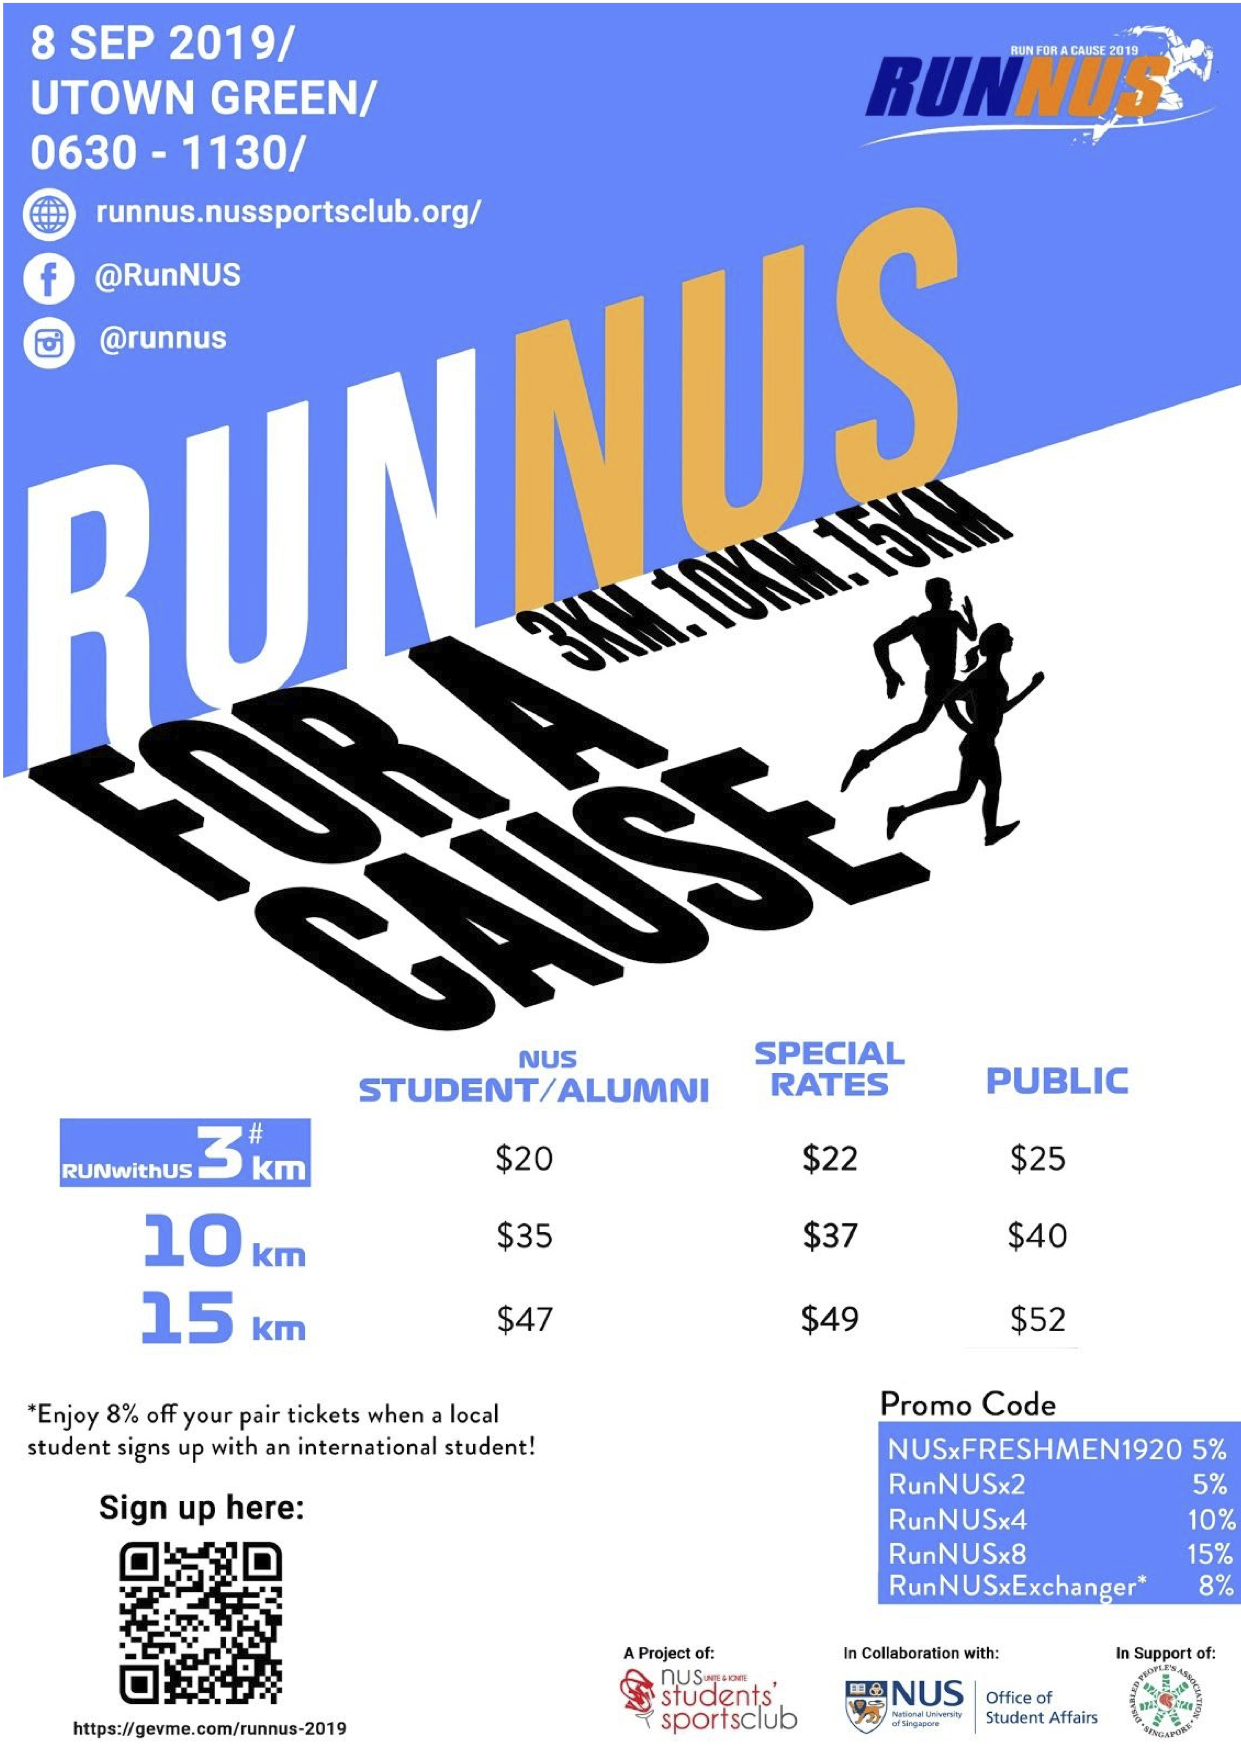 8 SEP 2019/
UTOWN GREEN/
0630 - 1130/
runnus.nussportsclub.org/
@RunNUS
@runnus
RUN FOR A CAUSE 2019
RUNNUS
RUNNUS
3KM.10KM.15KM
FOR A
CAUSE
NUS
STUDENT/ALUMNI
SPECIAL
RATES
PUBLIC
RUNwithUS 3# km
$20 $22 $25
10 km
$35 $37 $40
15 km
$47 $49 $52
*Enjoy 8% off your pair tickets when a local
student signs up with an international student!
Promo Code
NUSxFRESHMEN1920 5%
RunNUSx2 5%
RunNUSx4 10%
RunNUSx8 15%
RunNUSxExchanger* 8%
Sign up here:
https://gevme.com/runnus-2019
A Project of:
nus UNITE & IGNITE
students'
sportsclub
In Collaboration with:
NUS
National University
of Singapore
Office of
Student Affairs
In Support of:
DISABLED PEOPLE'S ASSOCIATION
SINGAPORE